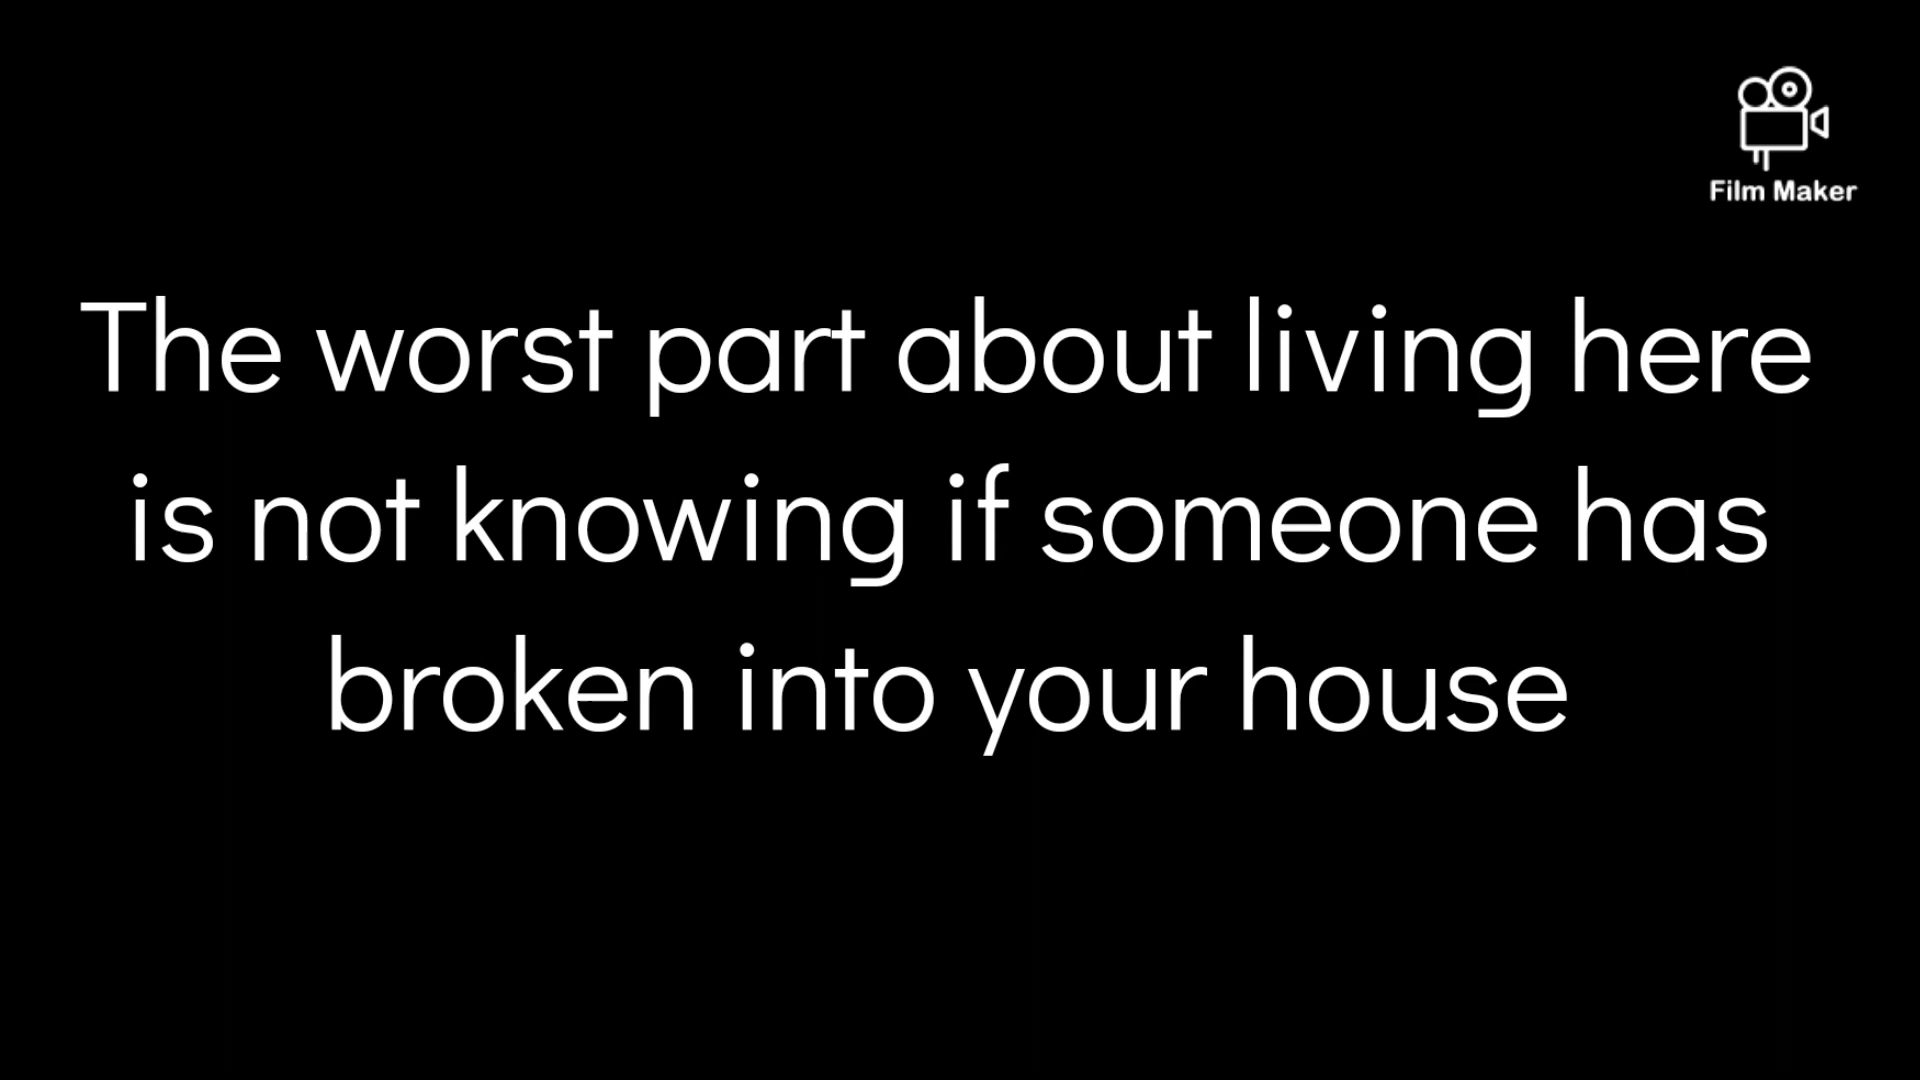 Film Maker
The worst part about living here
is not knowing if someone has
broken into your house